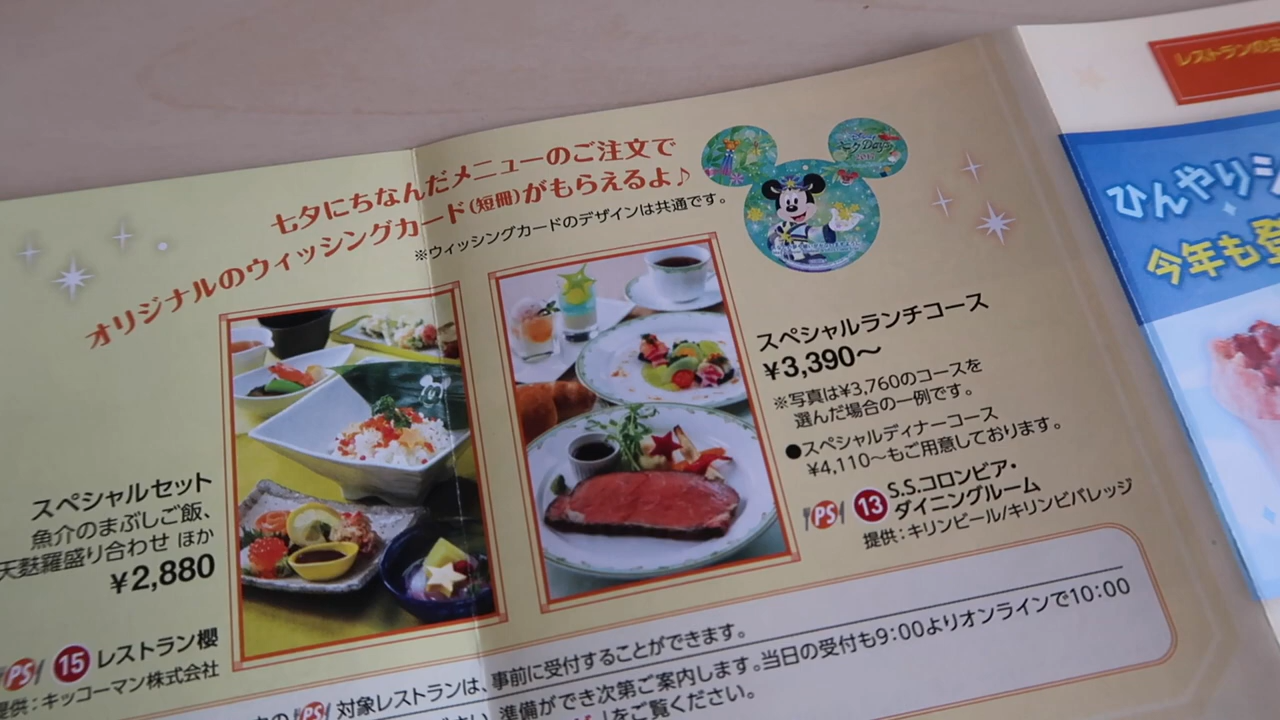 七夕にちなんだメニューのご注文で
オリジナルのウィッシングカード(短冊)がもらえるよ♪
※ウィッシングカードのデザインは共通です。
スペシャルランチコース
¥3,390〜
※写真は¥3,760のコースを
選んだ場合の一例です。
●スペシャルディナーコース
¥4,110〜もご用意しております。
PS 13 S.S.コロンビア・
ダイニングルーム
提供:キリンビール/キリンビバレッジ
スペシャルセット
魚介のまぶしご飯、
天麩羅盛り合わせ ほか
¥2,880
PS 15 レストラン櫻
提供:キッコーマン株式会社
PS 対象レストランは、事前に受付することができます。
準備ができ次第ご案内します。当日の受付も9:00よりオンラインで10:00
をご覧ください。
レストランの
ひんやり
今年も登